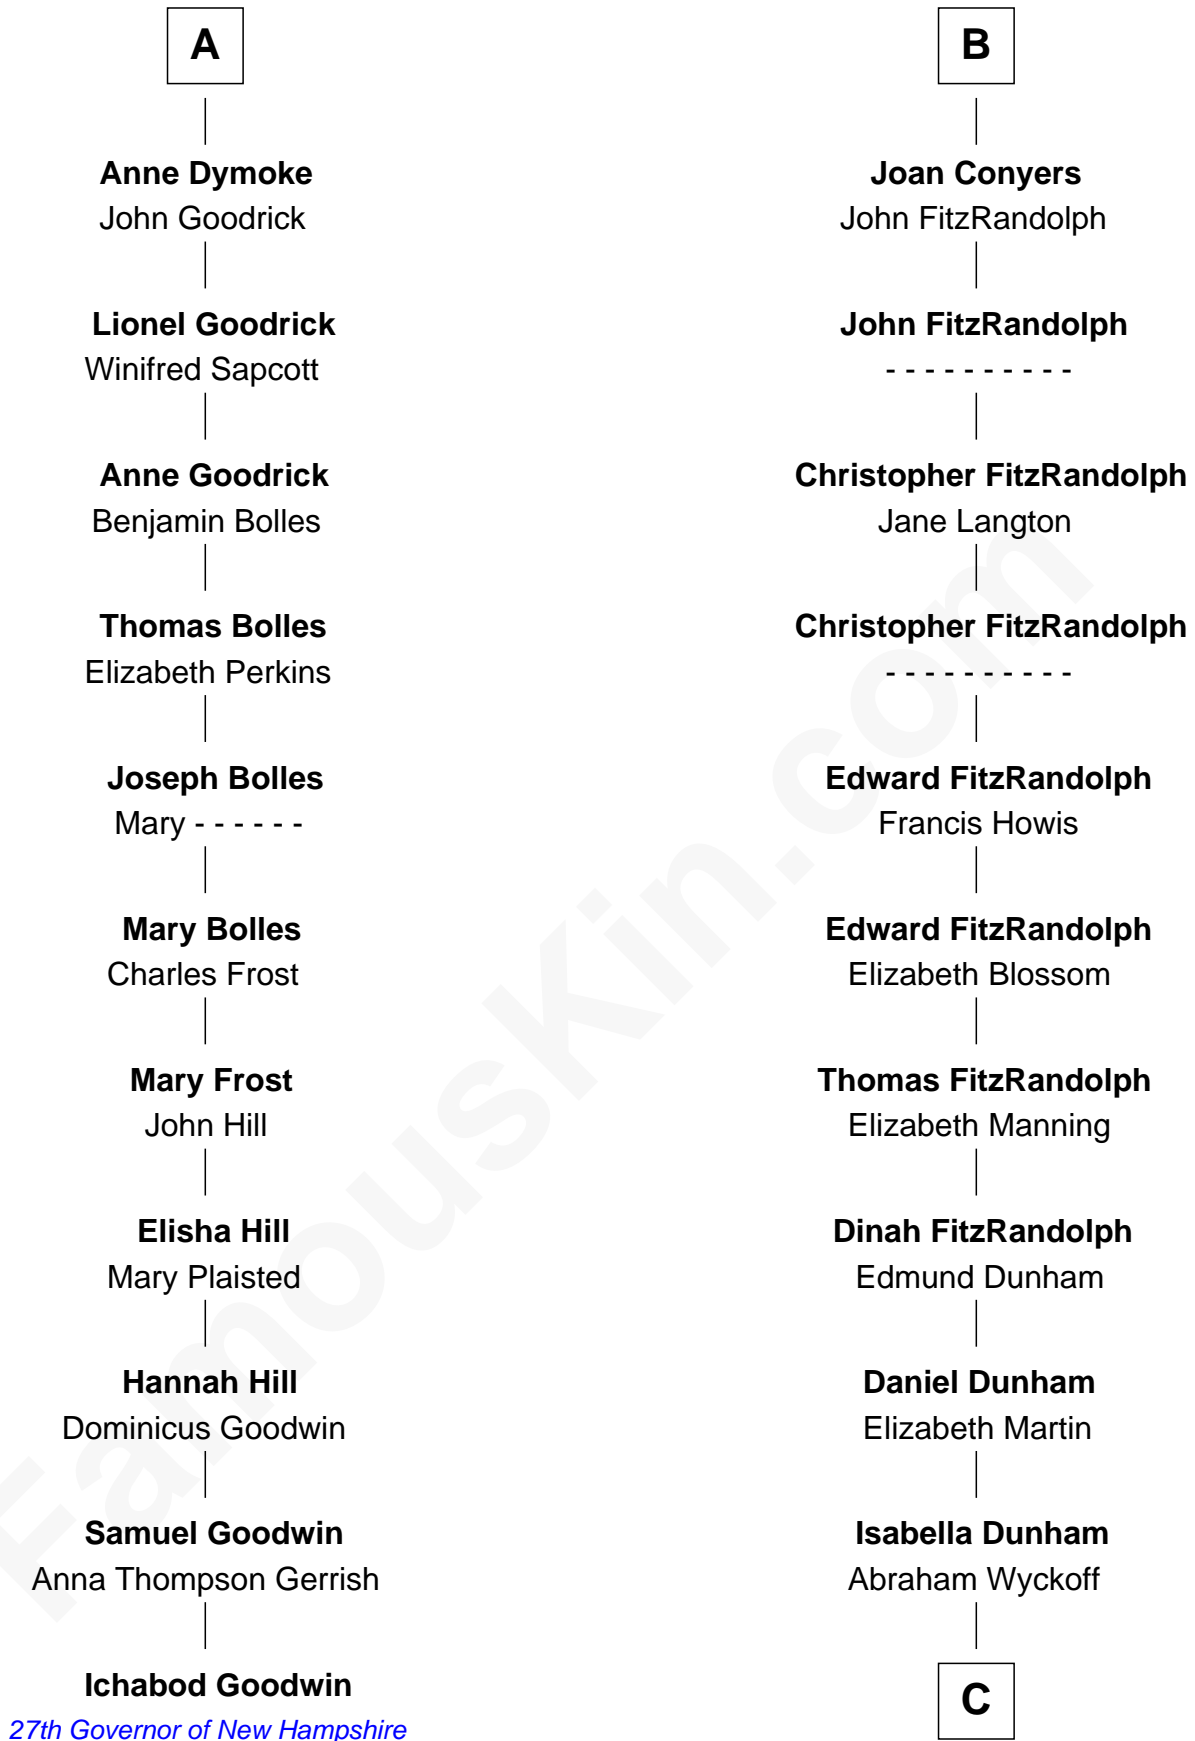 A
Anne Dymoke
John Goodrick
Lionel Goodrick
Winifred Sapcott
Anne Goodrick
Benjamin Bolles
Thomas Bolles
Elizabeth Perkins
Joseph Bolles
Mary - - - - - -
Mary Bolles
Charles Frost
Mary Frost
John Hill
Elisha Hill
Mary Plaisted
Hannah Hill
Dominicus Goodwin
Samuel Goodwin
Anna Thompson Gerrish
Ichabod Goodwin
27th Governor of New Hampshire
B
Joan Conyers
John FitzRandolph
John FitzRandolph
- - - - - - - - - -
Christopher FitzRandolph
Jane Langton
Christopher FitzRandolph
- - - - - - - - - -
Edward FitzRandolph
Francis Howis
Edward FitzRandolph
Elizabeth Blossom
Thomas FitzRandolph
Elizabeth Manning
Dinah FitzRandolph
Edmund Dunham
Daniel Dunham
Elizabeth Martin
Isabella Dunham
Abraham Wyckoff
C
FamousKin.com